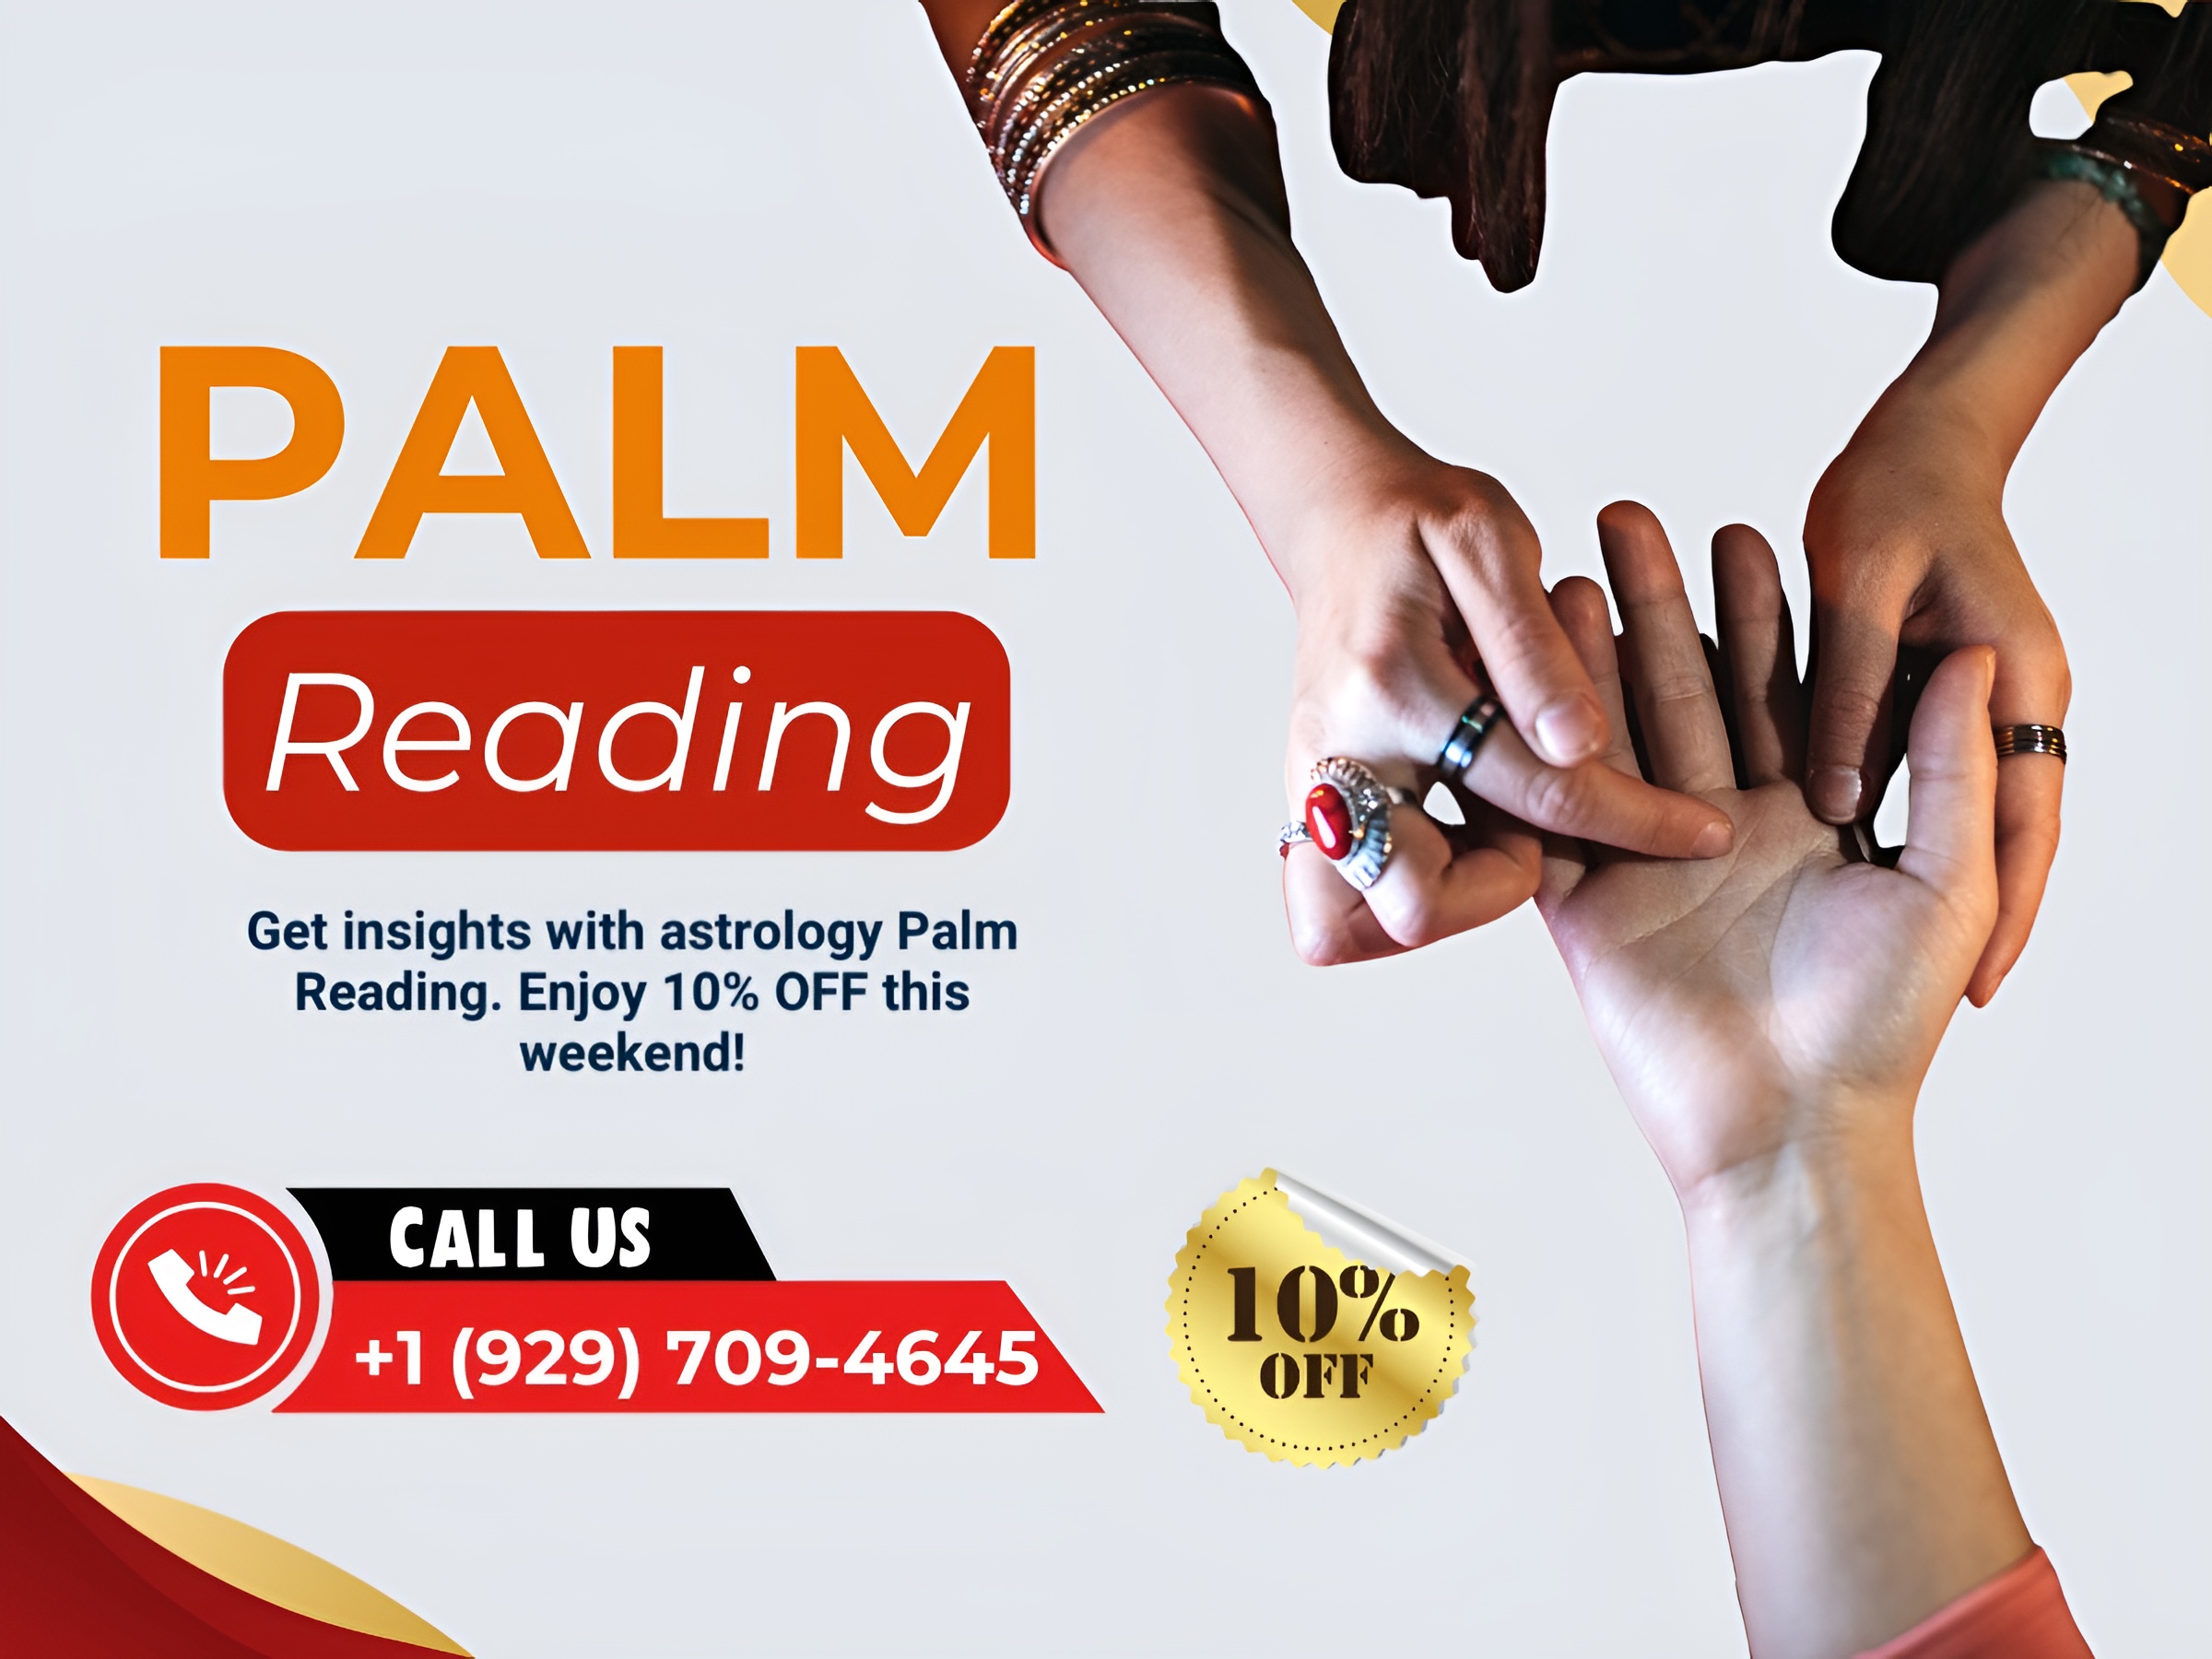 PALM
Reading
Get insights with astrology Palm
Reading. Enjoy 10% OFF this
weekend!
CALL US
+1 (929) 709-4645
10%
OFF